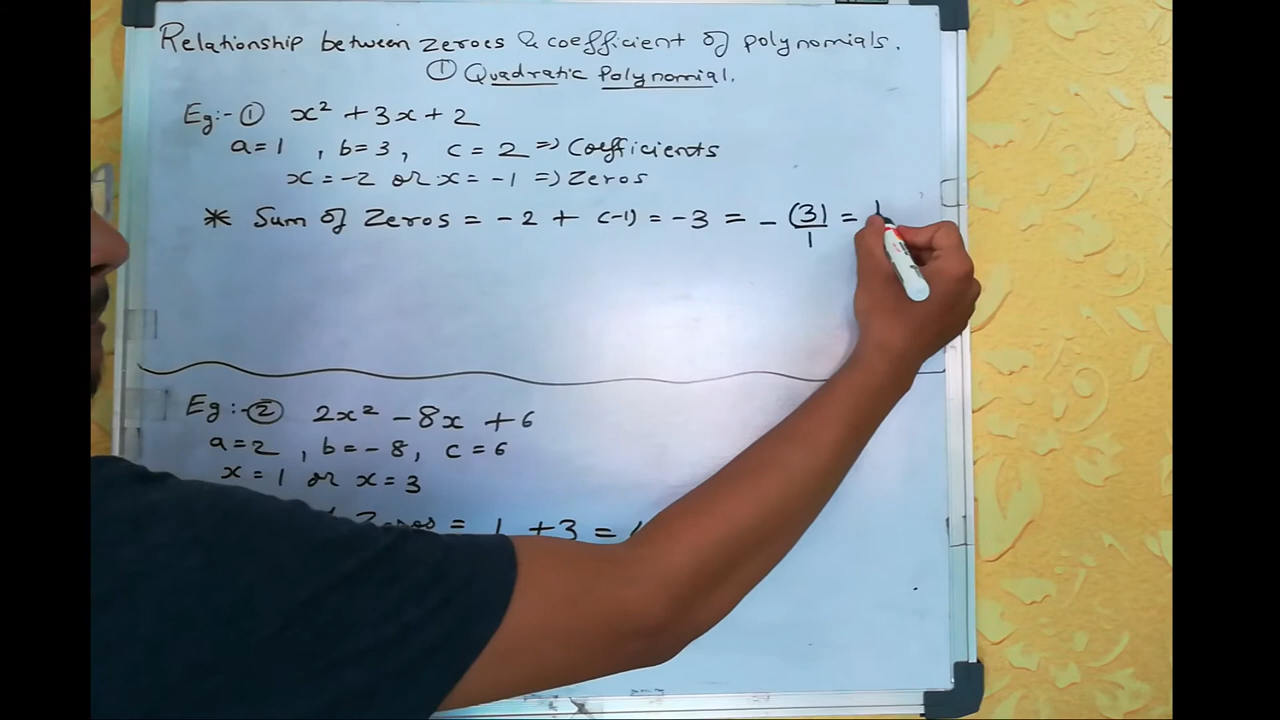 Relationship between zeroes & coefficient of polynomials.
① Quadratic Polynomial.
Eg:- ① x² + 3x + 2
a = 1 , b = 3 , c = 2 => Coefficients
x = -2 or x = -1 => Zeros
* Sum of Zeros = -2 + (-1) = -3 = - (3)/1 =
Eg:- ② 2x² - 8x + 6
a = 2 , b = -8 , c = 6
x = 1 or x = 3
Zeros = 1 + 3 =